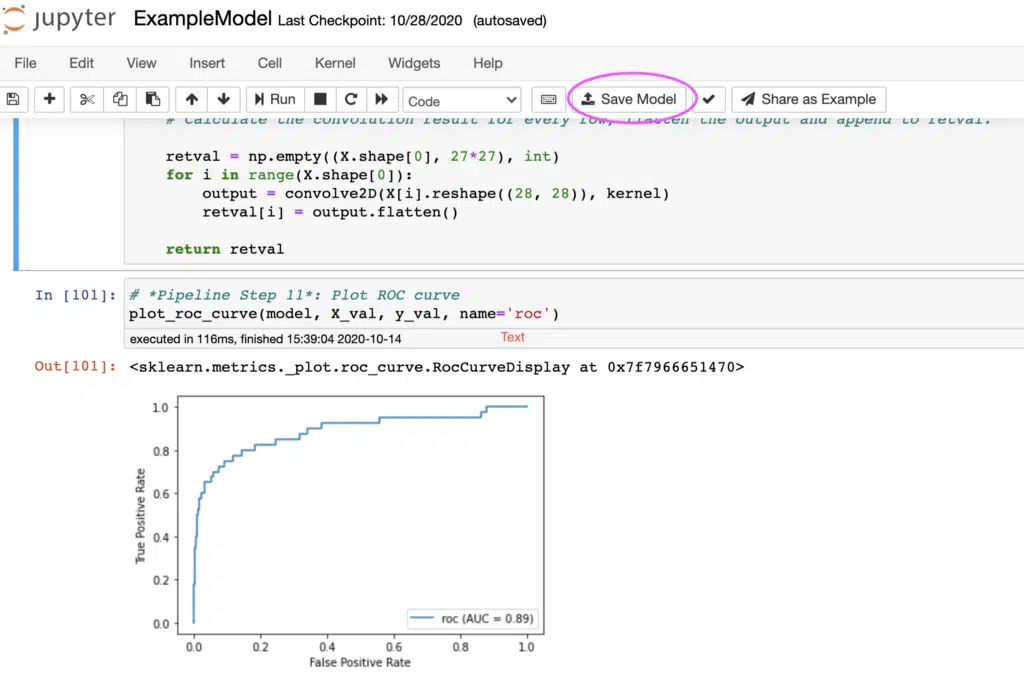 jupyter ExampleModel Last Checkpoint: 10/28/2020 (autosaved)
File Edit View Insert Cell Kernel Widgets Help
Run Code Save Model Share as Example
# Calculate the convolution result for every row, flatten the output and append to retval.
retval = np.empty((X.shape[0], 27*27), int)
for i in range(X.shape[0]):
output = convolve2D(X[i].reshape((28, 28)), kernel)
retval[i] = output.flatten()
return retval
In [101]: # *Pipeline Step 11*: Plot ROC curve
plot_roc_curve(model, X_val, y_val, name='roc')
executed in 116ms, finished 15:39:04 2020-10-14 Text
Out[101]: <sklearn.metrics._plot.roc_curve.RocCurveDisplay at 0x7f7966651470>
1.0
0.8
0.6
0.4
0.2
0.0
True Positive Rate
roc (AUC = 0.89)
0.0 0.2 0.4 0.6 0.8 1.0
False Positive Rate